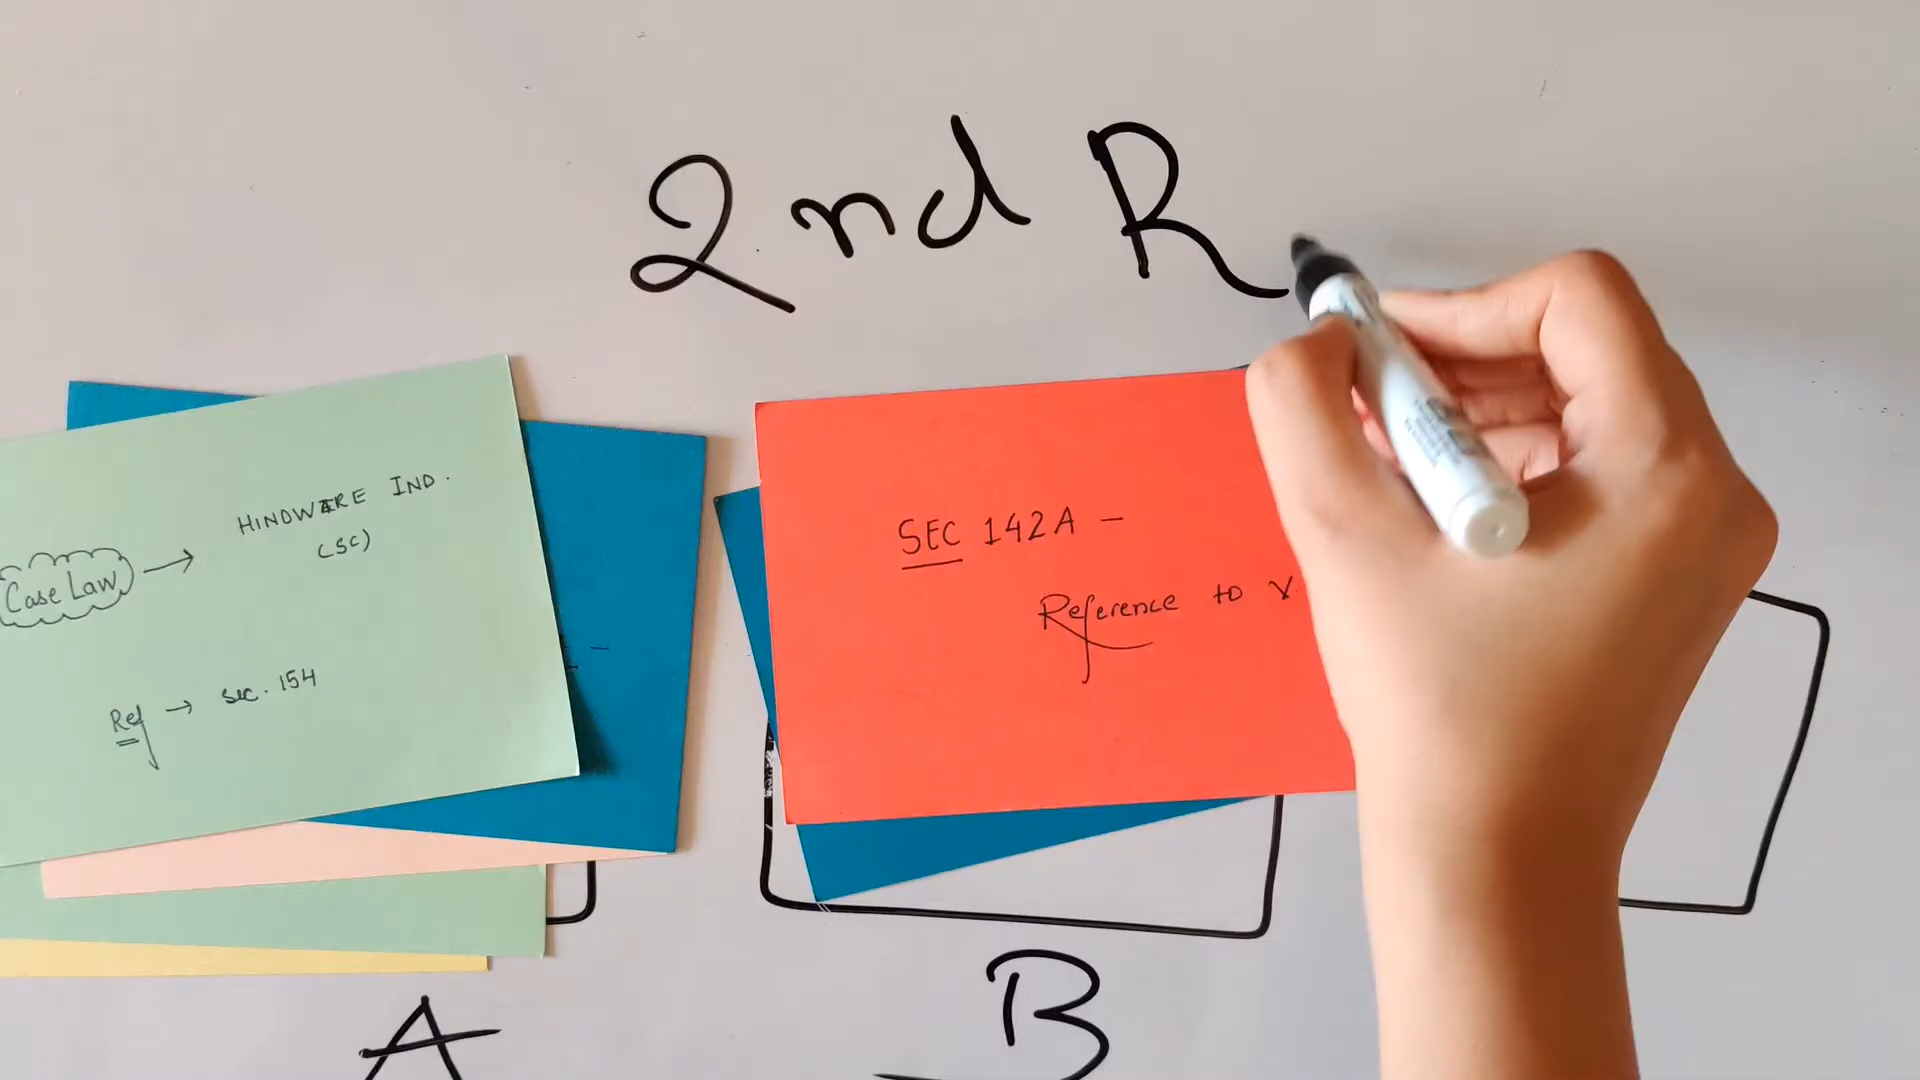 2nd R
HINDWARE IND.
(SC)
Case Law →
Ref → sec. 154
SEC 142A -
Reference to V
A
B